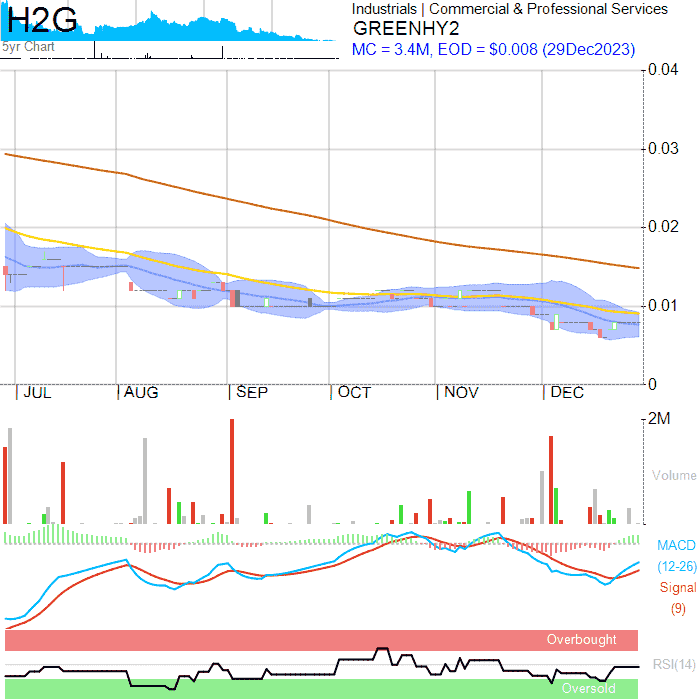 H2G
5yr Chart
Industrials | Commercial & Professional Services
GREENHY2
MC = 3.4M, EOD = $0.008 (29Dec2023)
0.04
0.03
0.02
0.01
0
JUL AUG SEP OCT NOV DEC
2M
Volume
MACD
(12-26)
Signal
(9)
Overbought
RSI(14)
Oversold